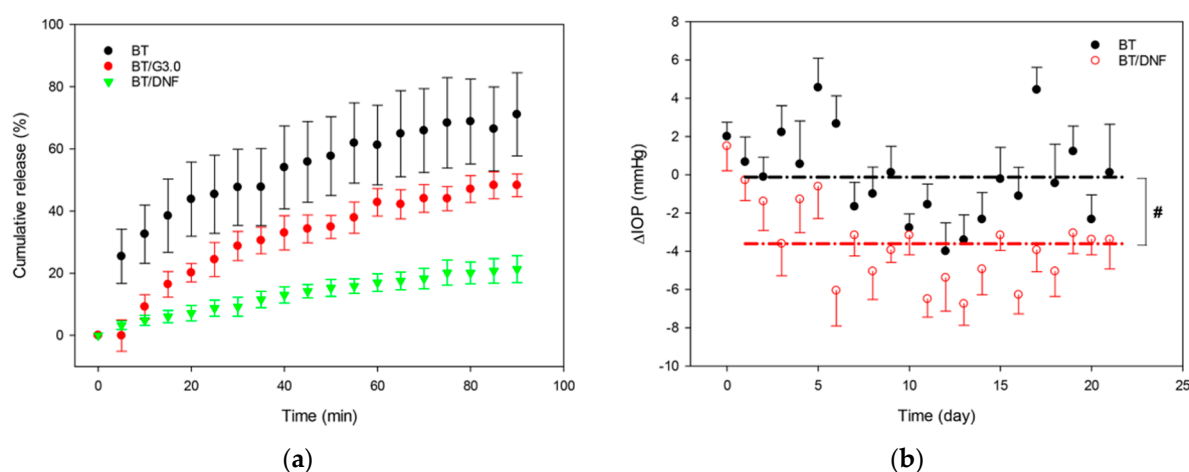 100
80
60
40
20
0
Cumulative release (%)
BT
BT/G3.0
BT/DNF
0 20 40 60 80 100
Time (min)
(a)
8
6
4
2
0
-2
-4
-6
-8
-10
ΔIOP (mmHg)
BT
BT/DNF
#
0 5 10 15 20 25
Time (day)
(b)